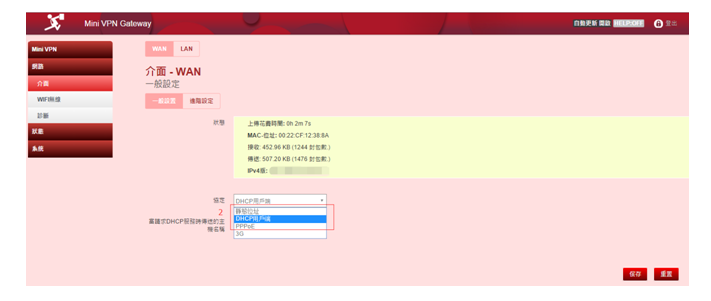 Mini VPN Gateway
自動更新 開啟 HELP:OFF 登出
Mini VPN
網路
介面
WIFI無線
診斷
狀態
系統
WAN LAN
介面 - WAN
一般設定
一般設置 進階設定
狀態
上傳花費時間: 0h 2m 7s
MAC-位址: 00:22:CF:12:38:8A
接收: 452.96 KB (1244 封包數.)
傳送: 507.20 KB (1476 封包數.)
IPv4版:
協定 DHCP用戶端
2
靜態位址
DHCP用戶端
PPPoE
3G
當請求DHCP服務時傳送的主
機名稱
保存 重置